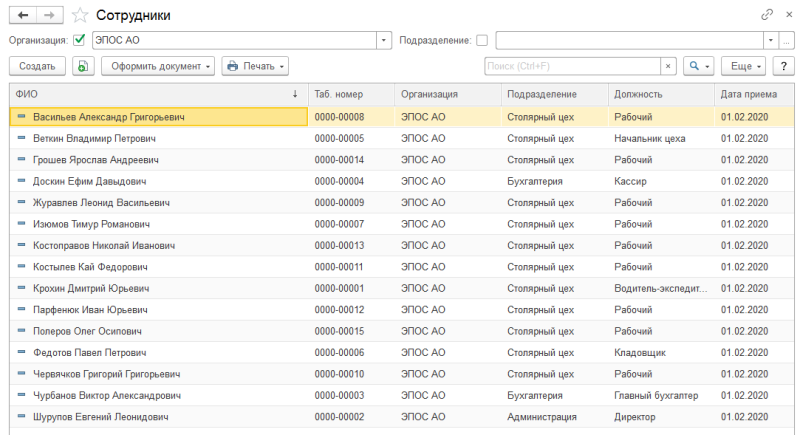 Сотрудники
Организация: ЭПОС АО Подразделение:
Создать Оформить документ Печать Поиск (Ctrl+F) × Еще ?
ФИО ↓ Таб. номер Организация Подразделение Должность Дата приема
Васильев Александр Григорьевич 0000-00008 ЭПОС АО Столярный цех Рабочий 01.02.2020
Веткин Владимир Петрович 0000-00005 ЭПОС АО Столярный цех Начальник цеха 01.02.2020
Грошев Ярослав Андреевич 0000-00014 ЭПОС АО Столярный цех Рабочий 01.02.2020
Доскин Ефим Давыдович 0000-00004 ЭПОС АО Бухгалтерия Кассир 01.02.2020
Журавлев Леонид Васильевич 0000-00009 ЭПОС АО Столярный цех Рабочий 01.02.2020
Изюмов Тимур Романович 0000-00007 ЭПОС АО Столярный цех Рабочий 01.02.2020
Костоправов Николай Иванович 0000-00013 ЭПОС АО Столярный цех Рабочий 01.02.2020
Костылев Кай Федорович 0000-00011 ЭПОС АО Столярный цех Рабочий 01.02.2020
Крохин Дмитрий Юрьевич 0000-00001 ЭПОС АО Столярный цех Водитель-экспедит... 01.02.2020
Парфенюк Иван Юрьевич 0000-00012 ЭПОС АО Столярный цех Рабочий 01.02.2020
Полеров Олег Осипович 0000-00015 ЭПОС АО Столярный цех Рабочий 01.02.2020
Федотов Павел Петрович 0000-00006 ЭПОС АО Столярный цех Кладовщик 01.02.2020
Червячков Григорий Григорьевич 0000-00010 ЭПОС АО Столярный цех Рабочий 01.02.2020
Чурбанов Виктор Александрович 0000-00003 ЭПОС АО Бухгалтерия Главный бухгалтер 01.02.2020
Шурупов Евгений Леонидович 0000-00002 ЭПОС АО Администрация Директор 01.02.2020